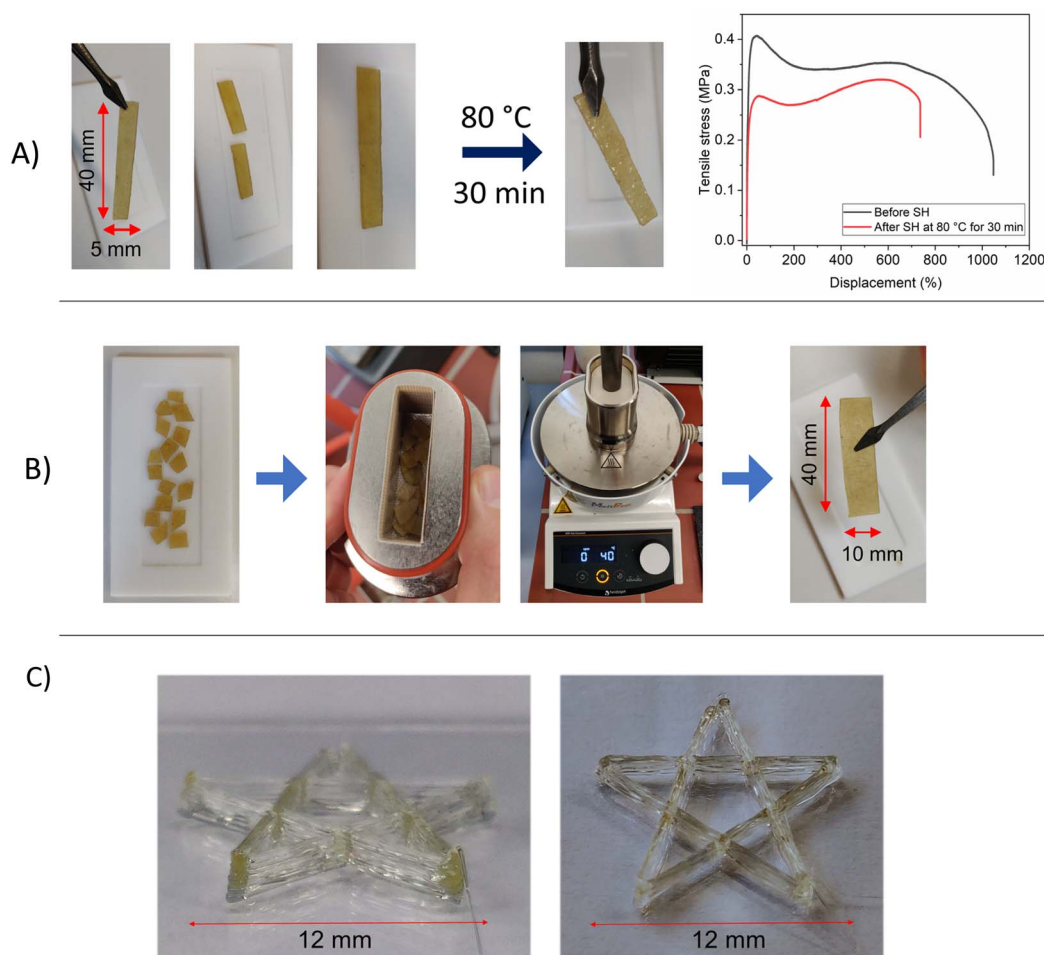 A)
40 mm
5 mm
80 °C
30 min
Tensile stress (MPa)
0.4
0.3
0.2
0.1
0.0
Before SH
After SH at 80 °C for 30 min
0 200 400 600 800 1000 1200
Displacement (%)
B)
0 40
40 mm
10 mm
C)
12 mm
12 mm